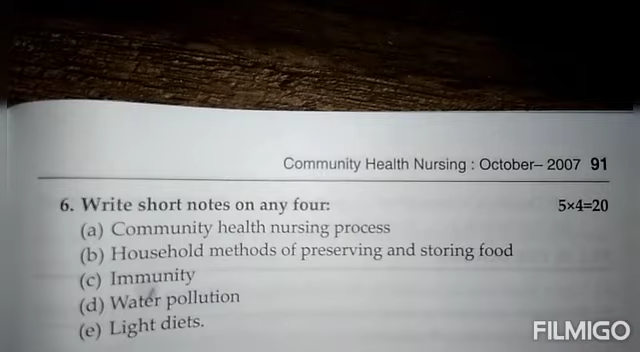 Community Health Nursing : October– 2007 91
6. Write short notes on any four: 5×4=20
(a) Community health nursing process
(b) Household methods of preserving and storing food
(c) Immunity
(d) Water pollution
(e) Light diets.
FILMIGO